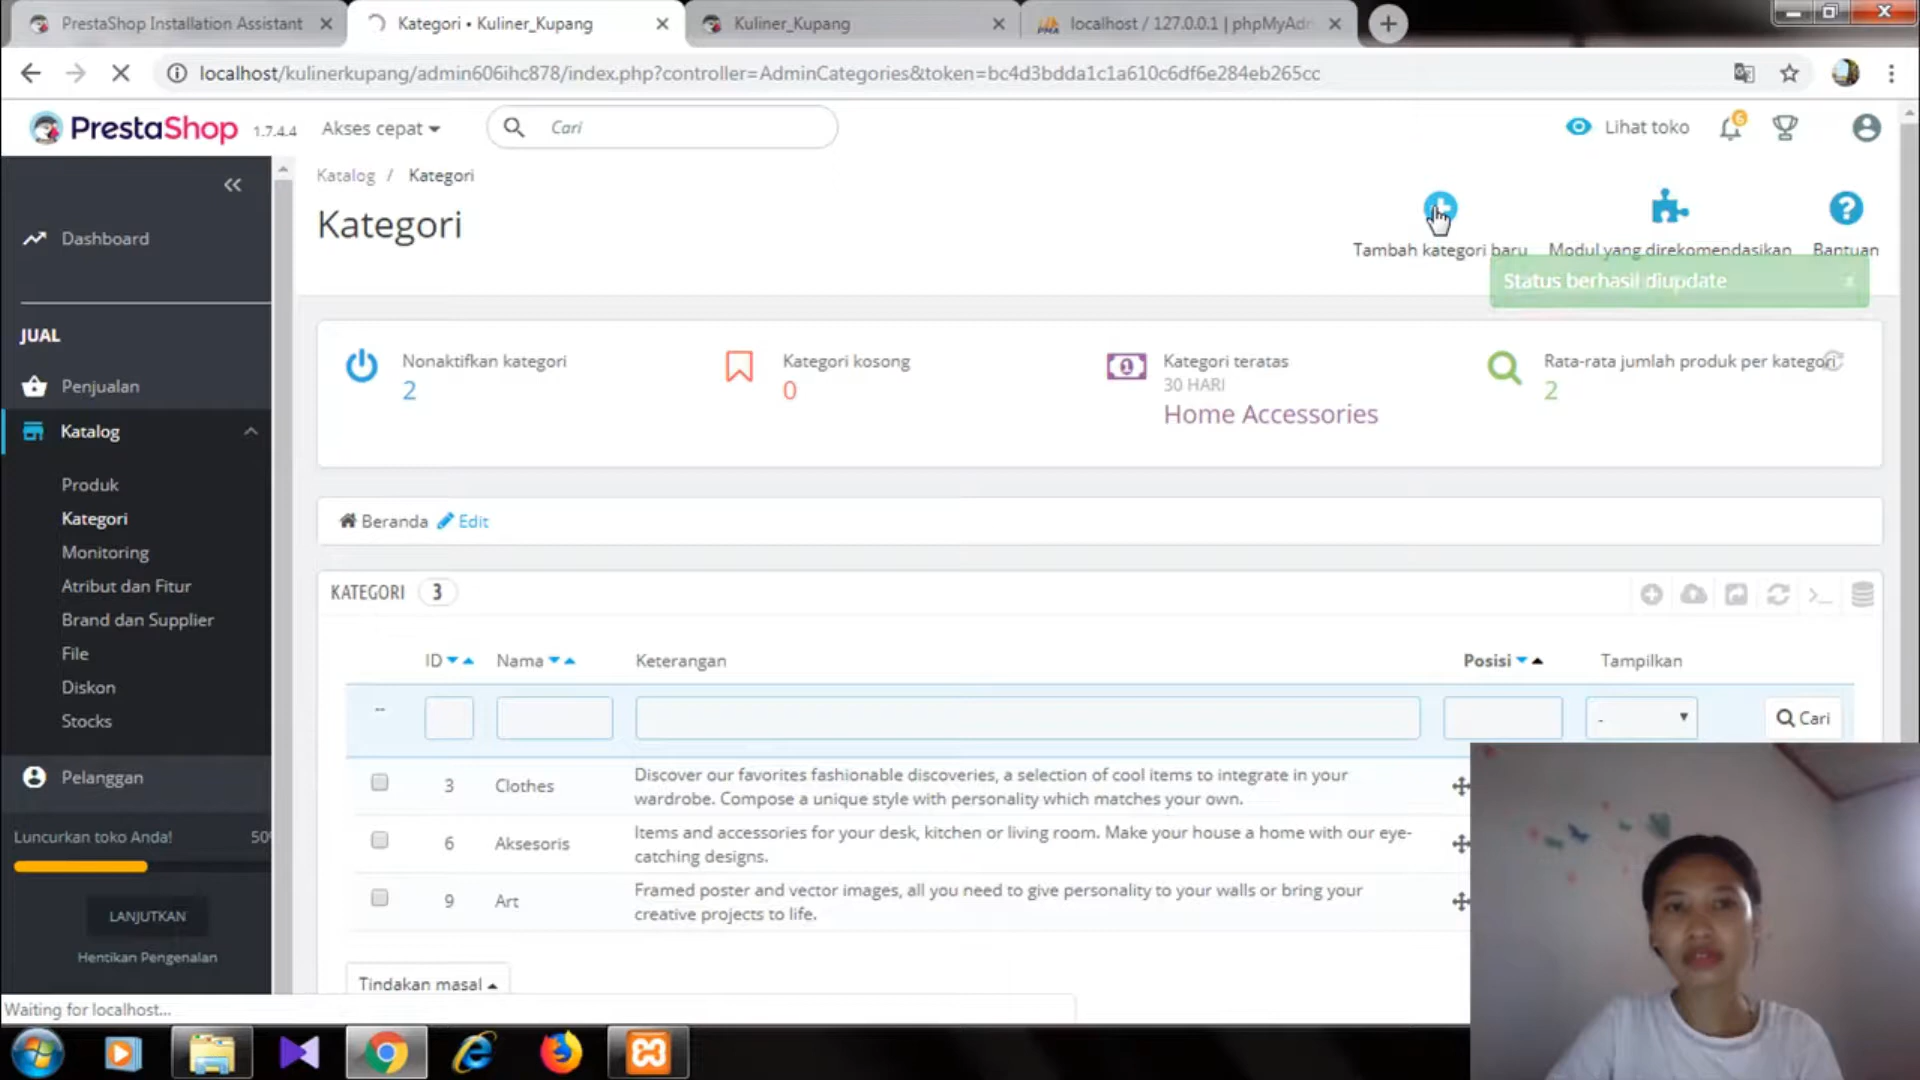 PrestaShop Installation Assistant
Kategori • Kuliner_Kupang
Kuliner_Kupang
localhost / 127.0.0.1 | phpMyAdr
localhost/kulinerkupang/admin606ihc878/index.php?controller=AdminCategories&token=bc4d3bdda1c1a610c6df6e284eb265cc
PrestaShop 1.7.4.4
Akses cepat
Cari
Lihat toko
6
Katalog / Kategori
Kategori
Tambah kategori baru
Modul yang direkomendasikan
Bantuan
Status berhasil diupdate
Dashboard
JUAL
Penjualan
Katalog
Produk
Kategori
Monitoring
Atribut dan Fitur
Brand dan Supplier
File
Diskon
Stocks
Pelanggan
Luncurkan toko Anda! 50
LANJUTKAN
Hentikan Pengenalan
Nonaktifkan kategori
2
Kategori kosong
0
Kategori teratas
30 HARI
Home Accessories
Rata-rata jumlah produk per kategori
2
Beranda Edit
KATEGORI 3
ID Nama Keterangan Posisi Tampilkan
-- - Cari
3 Clothes Discover our favorites fashionable discoveries, a selection of cool items to integrate in your
wardrobe. Compose a unique style with personality which matches your own.
6 Aksesoris Items and accessories for your desk, kitchen or living room. Make your house a home with our eye-
catching designs.
9 Art Framed poster and vector images, all you need to give personality to your walls or bring your
creative projects to life.
Tindakan masal
Waiting for localhost...